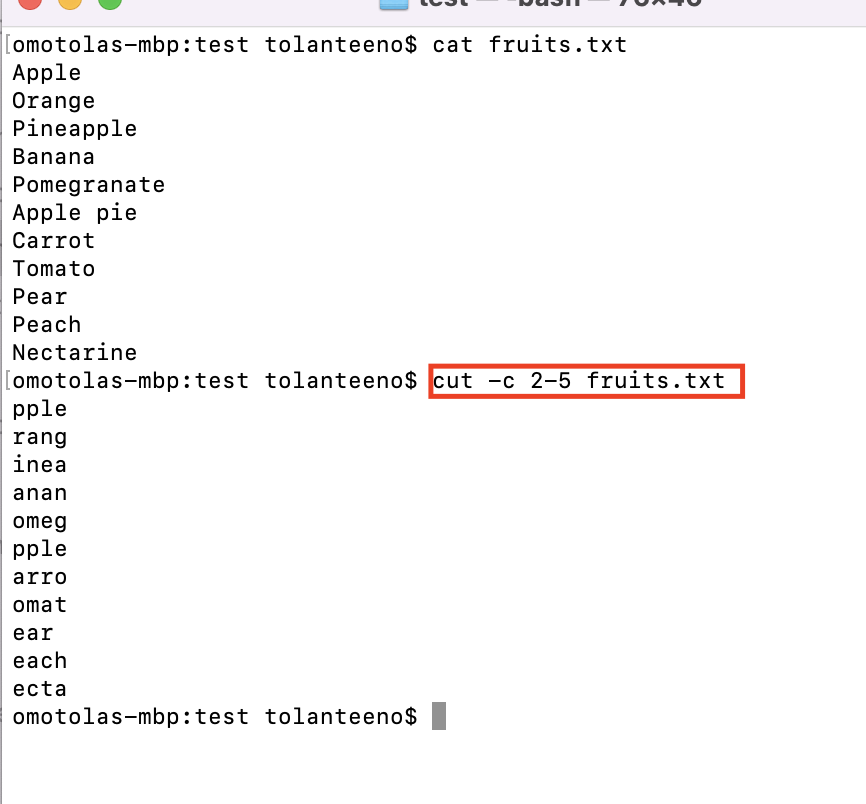 test — -bash — 70×46
omotolas-mbp:test tolanteeno$ cat fruits.txt
Apple
Orange
Pineapple
Banana
Pomegranate
Apple pie
Carrot
Tomato
Pear
Peach
Nectarine
omotolas-mbp:test tolanteeno$ cut -c 2-5 fruits.txt
pple
rang
inea
anan
omeg
pple
arro
omat
ear
each
ecta
omotolas-mbp:test tolanteeno$